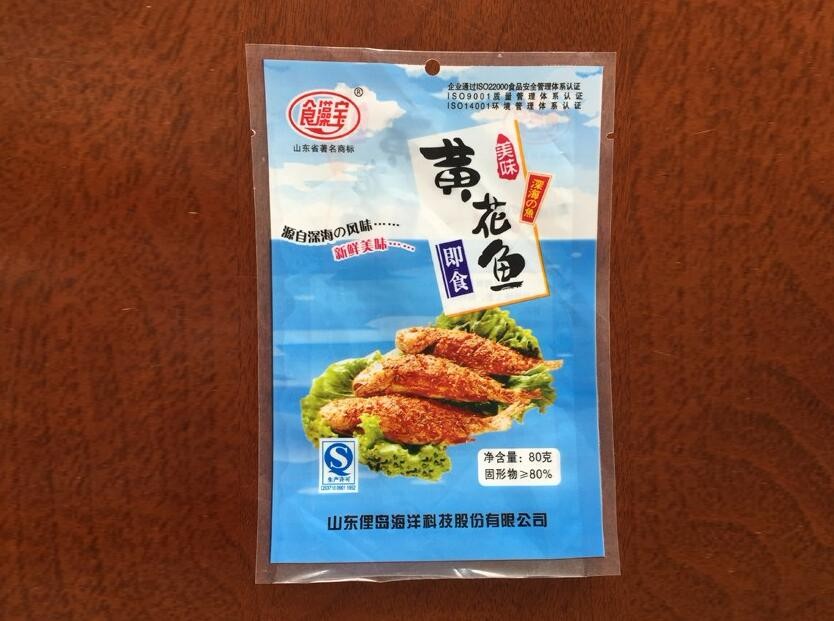 企业通过ISO22000食品安全管理体系认证
ISO9001质量管理体系认证
ISO14001环境管理体系认证
食藻宝®
山东省著名商标
美味
黄花鱼
深海の魚
即食
源自深海の风味……
新鲜美味……
净含量：80克
固形物≥80%
生产许可
山东俚岛海洋科技股份有限公司